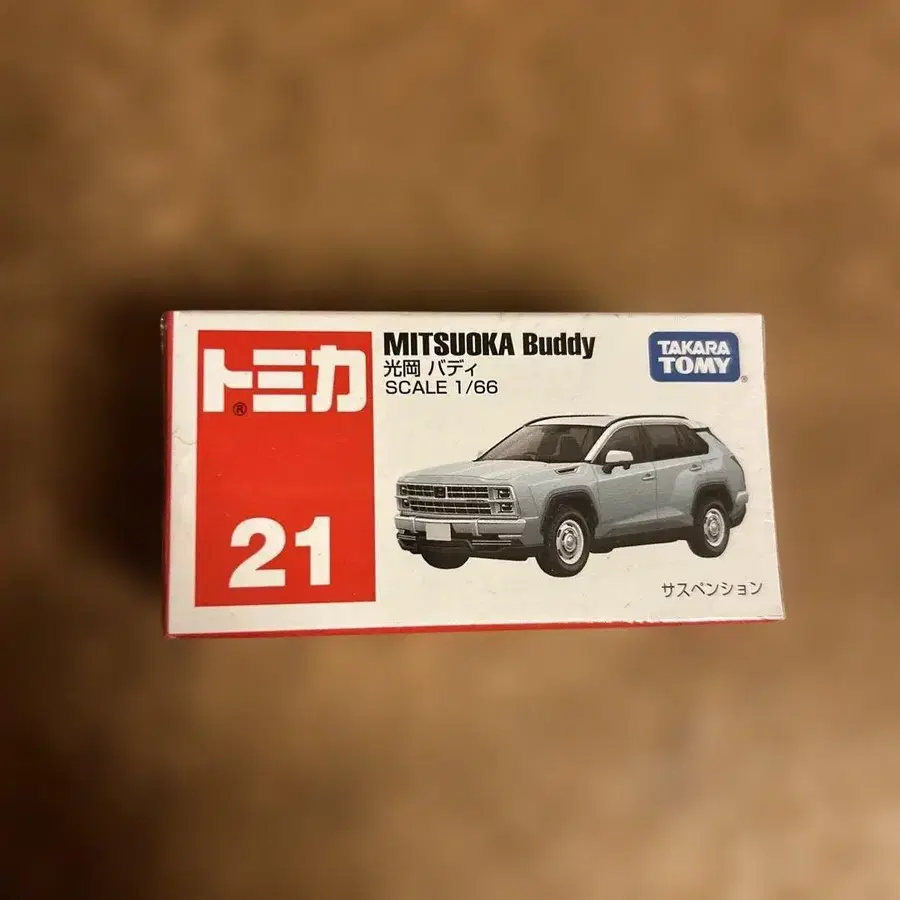 トミカ
®
21
MITSUOKA Buddy
光岡 バディ
SCALE 1/66
TAKARA
TOMY
®
サスペンション